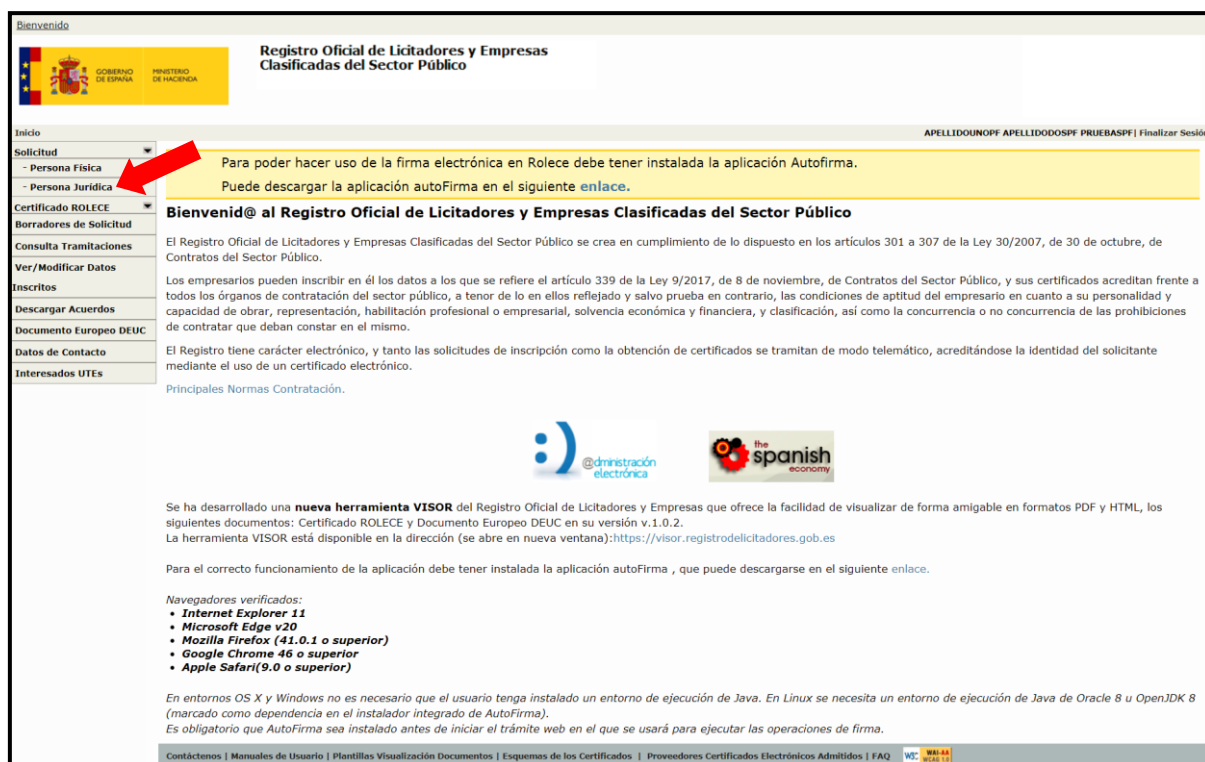 Bienvenido
GOBIERNO
DE ESPAÑA
MINISTERIO
DE HACIENDA
Registro Oficial de Licitadores y Empresas
Clasificadas del Sector Público
Inicio
APELLIDOUNOPF APELLIDODOSPF PRUEBASPF| Finalizar Sesión
Solicitud
- Persona Física
- Persona Jurídica
Certificado ROLECE
Borradores de Solicitud
Consulta Tramitaciones
Ver/Modificar Datos
Inscritos
Descargar Acuerdos
Documento Europeo DEUC
Datos de Contacto
Interesados UTEs
Para poder hacer uso de la firma electrónica en Rolece debe tener instalada la aplicación Autofirma.
Puede descargar la aplicación autoFirma en el siguiente enlace.
Bienvenid@ al Registro Oficial de Licitadores y Empresas Clasificadas del Sector Público
El Registro Oficial de Licitadores y Empresas Clasificadas del Sector Público se crea en cumplimiento de lo dispuesto en los artículos 301 a 307 de la Ley 30/2007, de 30 de octubre, de
Contratos del Sector Público.
Los empresarios pueden inscribir en él los datos a los que se refiere el artículo 339 de la Ley 9/2017, de 8 de noviembre, de Contratos del Sector Público, y sus certificados acreditan frente a
todos los órganos de contratación del sector público, a tenor de lo en ellos reflejado y salvo prueba en contrario, las condiciones de aptitud del empresario en cuanto a su personalidad y
capacidad de obrar, representación, habilitación profesional o empresarial, solvencia económica y financiera, y clasificación, así como la concurrencia o no concurrencia de las prohibiciones
de contratar que deban constar en el mismo.
El Registro tiene carácter electrónico, y tanto las solicitudes de inscripción como la obtención de certificados se tramitan de modo telemático, acreditándose la identidad del solicitante
mediante el uso de un certificado electrónico.
Principales Normas Contratación.
@dministración
electrónica
the
spanish
economy
Se ha desarrollado una nueva herramienta VISOR del Registro Oficial de Licitadores y Empresas que ofrece la facilidad de visualizar de forma amigable en formatos PDF y HTML, los
siguientes documentos: Certificado ROLECE y Documento Europeo DEUC en su versión v.1.0.2.
La herramienta VISOR está disponible en la dirección (se abre en nueva ventana):https://visor.registrodelicitadores.gob.es
Para el correcto funcionamiento de la aplicación debe tener instalada la aplicación autoFirma , que puede descargarse en el siguiente enlace.
Navegadores verificados:
• Internet Explorer 11
• Microsoft Edge v20
• Mozilla Firefox (41.0.1 o superior)
• Google Chrome 46 o superior
• Apple Safari(9.0 o superior)
En entornos OS X y Windows no es necesario que el usuario tenga instalado un entorno de ejecución de Java. En Linux se necesita un entorno de ejecución de Java de Oracle 8 u OpenJDK 8
(marcado como dependencia en el instalador integrado de AutoFirma).
Es obligatorio que AutoFirma sea instalado antes de iniciar el trámite web en el que se usará para ejecutar las operaciones de firma.
Contáctenos | Manuales de Usuario | Plantillas Visualización Documentos | Esquemas de los Certificados | Proveedores Certificados Electrónicos Admitidos | FAQ
W3C WAI-AA
WCAG 1.0